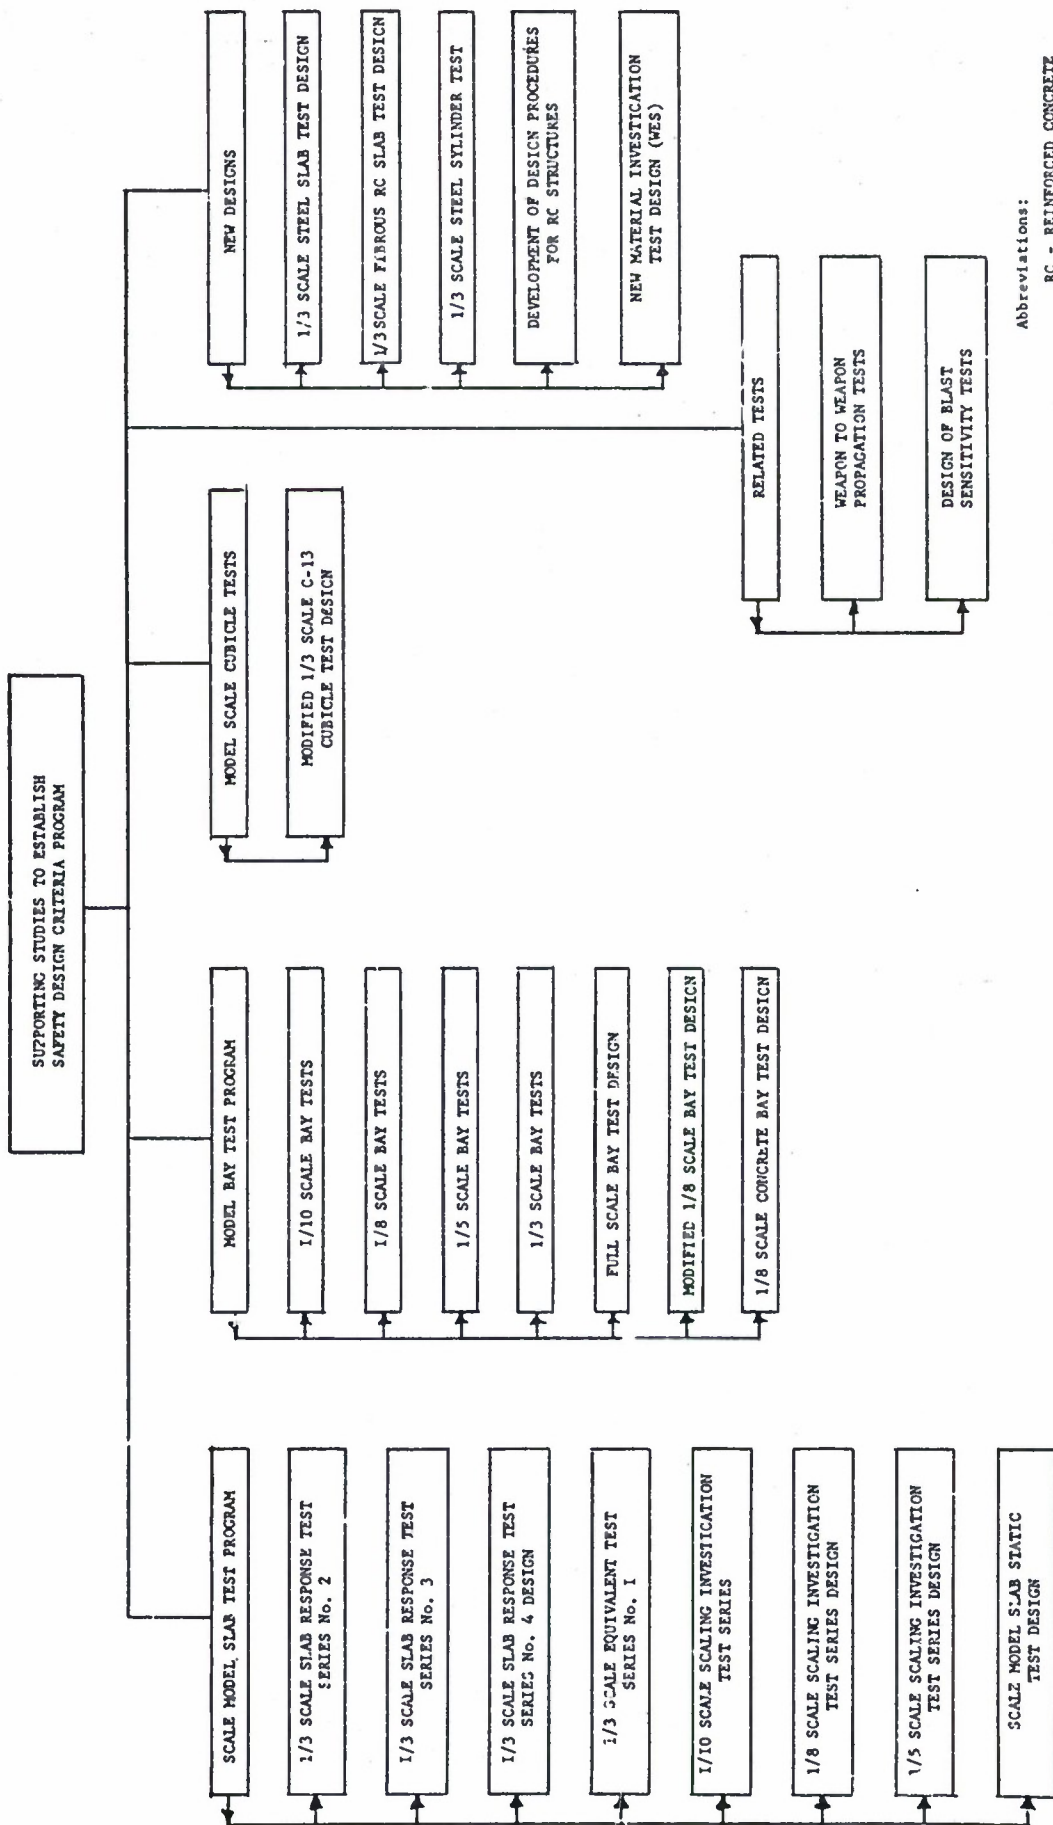 SUPPORTING STUDIES TO ESTABLISH
SAFETY DESIGN CRITERIA PROGRAM
SCALE MODEL SLAB TEST PROGRAM
1/3 SCALE SLAB RESPONSE TEST
SERIES No. 2
1/3 SCALE SLAB RESPONSE TEST
SERIES No. 3
1/3 SCALE SLAB RESPONSE TEST
SERIES No. 4 DESIGN
1/3 SCALE EQUIVALENT TEST
SERIES No. 1
1/10 SCALE SCALING INVESTIGATION
TEST SERIES
1/8 SCALE SCALING INVESTIGATION
TEST SERIES DESIGN
1/5 SCALE SCALING INVESTIGATION
TEST SERIES DESIGN
SCALE MODEL SLAB STATIC
TEST DESIGN
MODEL BAY TEST PROGRAM
1/10 SCALE BAY TESTS
1/8 SCALE BAY TESTS
1/5 SCALE BAY TESTS
1/3 SCALE BAY TESTS
FULL SCALE BAY TEST DESIGN
MODIFIED 1/8 SCALE BAY TEST DESIGN
1/8 SCALE CONCRETE BAY TEST DESIGN
MODEL SCALE CUBICLE TESTS
MODIFIED 1/3 SCALE C-13
CUBICLE TEST DESIGN
RELATED TESTS
WEAPON TO WEAPON
PROPAGATION TESTS
DESIGN OF BLAST
SENSITIVITY TESTS
NEW DESIGNS
1/3 SCALE STEEL SLAB TEST DESIGN
1/3 SCALE FIBROUS RC SLAB TEST DESIGN
1/3 SCALE STEEL SYLINDER TEST
DEVELOPMENT OF DESIGN PROCEDURES
FOR RC STRUCTURES
NEW MATERIAL INVESTIGATION
TEST DESIGN (WES)
Abbreviations:
RC - REINFORCED CONCRETE